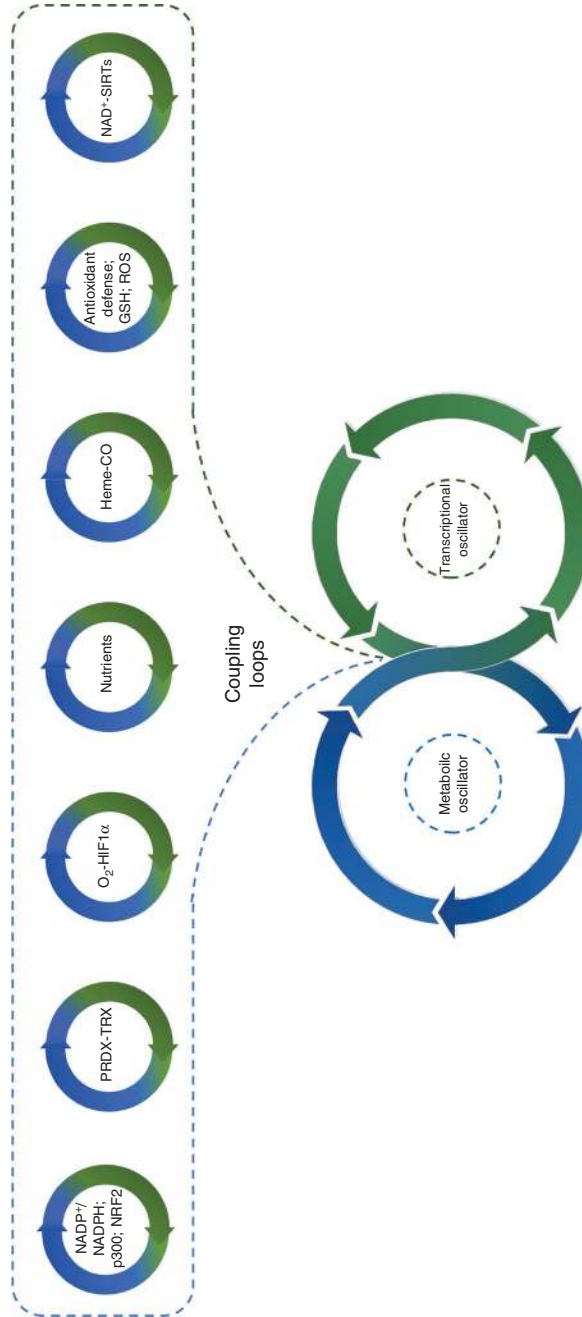 NADP⁺/
NADPH;
p300; NRF2
PRDX-TRX
O₂-HIF1α
Nutrients
Heme-CO
Antioxidant
defense;
GSH; ROS
NAD⁺-SIRTs
Coupling
loops
Metaboilc
oscillator
Transcriptional
oscillator